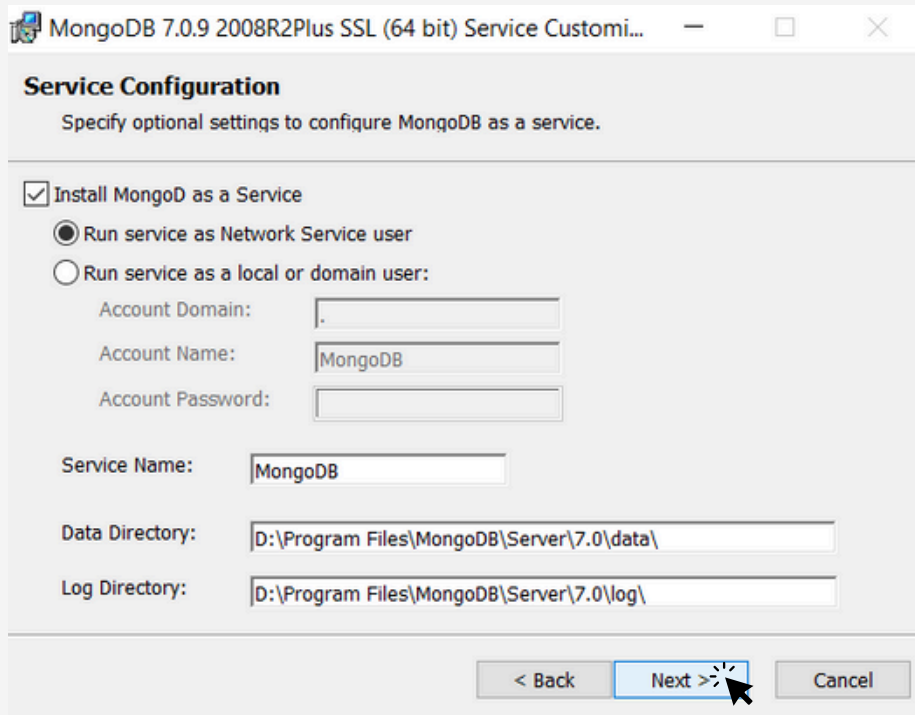 MongoDB 7.0.9 2008R2Plus SSL (64 bit) Service Customi...
Service Configuration
Specify optional settings to configure MongoDB as a service.
Install MongoD as a Service
Run service as Network Service user
Run service as a local or domain user:
Account Domain: .
Account Name: MongoDB
Account Password:
Service Name: MongoDB
Data Directory: D:\Program Files\MongoDB\Server\7.0\data\
Log Directory: D:\Program Files\MongoDB\Server\7.0\log\
< Back Next > Cancel